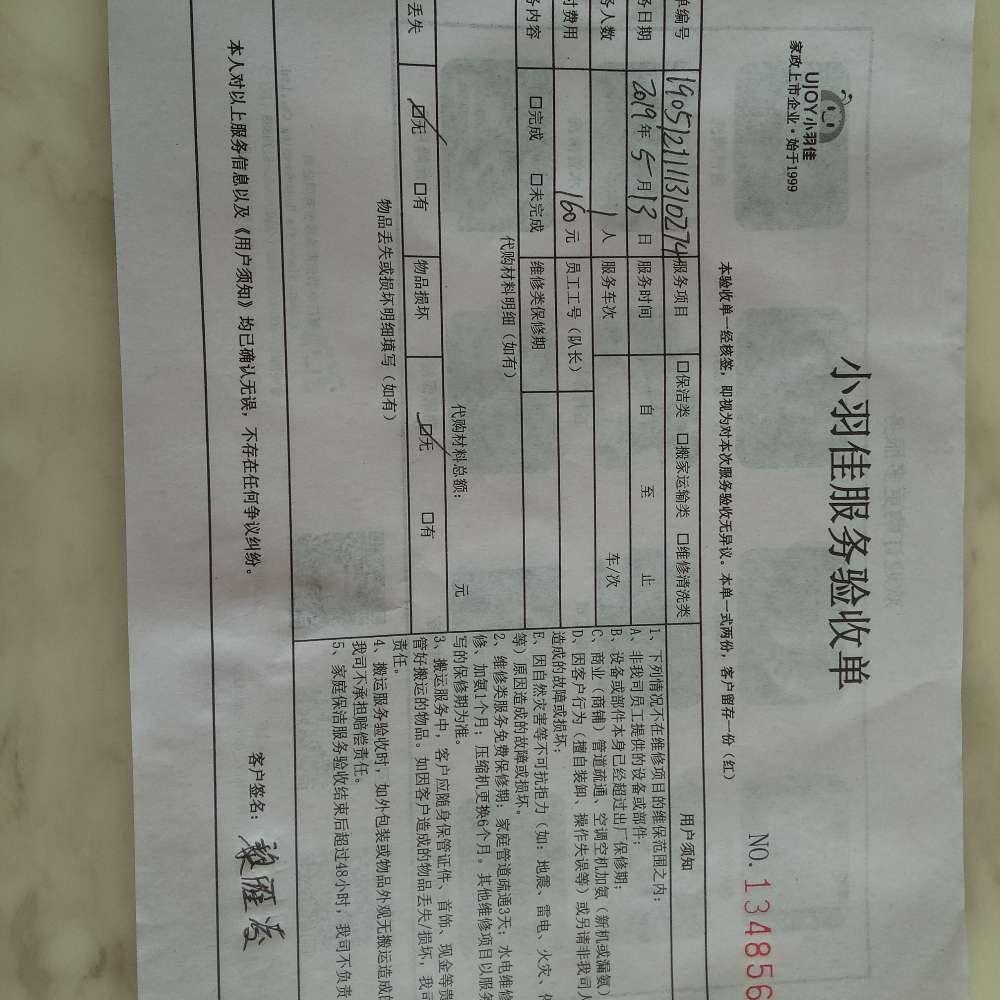 UJOY小羽佳
家政上市企业·始于1999
小羽佳服务验收单
本验收单一经核签，即视为对本次服务验收无异议。本单一式两份，客户留存一份（红）
NO.134856
单编号 190512111310274 服务项目 □保洁类 □搬家运输类 □维修清洗类
务日期 2019年5月13日 服务时间 自 至 止
务人数 1人 服务车次 车/次
付费用 160元 员工工号（队长）
务内容 □完成 □未完成 维修类保修期
代购材料明细（如有）
代购材料总额： 元
丢失 ☑无 □有 物品损坏 ☑无 □有
物品丢失或损坏明细填写（如有）
用户须知
1、下列情况不在维修项目的维保范围之内：
A、非我司员工提供的设备或部件；
B、设备或部件本身已经超过出厂保修期；
C、商业（商铺）管道疏通、空调空机加氨（新机或漏氨）
D、因客户行为（擅自装卸、操作失误等）或另请非我司人
造成的故障或损坏；
E、因自然灾害等不可抗拒力（如：地震、雷电、火灾、
等）原因造成的故障或损坏。
2、维修类服务免费保修期：家庭管道疏通3天；水电维修
修、加氨1个月；压缩机更换6个月。其他维修项目以服务
写的保修期为准。
3、搬运服务中，客户应随身保管证件、首饰、现金等贵
管好搬运的物品。如因客户造成的物品丢失/损坏，我司
责任。
4、搬运服务验收时，如外包装或物品外观无搬运造成的
我司不承担赔偿责任。
5、家庭保洁服务验收结束后超过48小时，我司不负责
本人对以上服务信息以及《用户须知》均已确认无误，不存在任何争议纠纷。
客户签名：